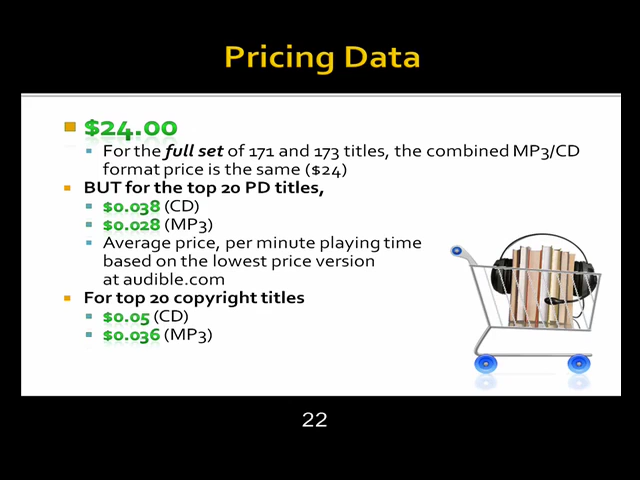 Pricing Data
$24.00
For the full set of 171 and 173 titles, the combined MP3/CD
format price is the same ($24)
BUT for the top 20 PD titles,
$0.038 (CD)
$0.028 (MP3)
Average price, per minute playing time
based on the lowest price version
at audible.com
For top 20 copyright titles
$0.05 (CD)
$0.036 (MP3)
22